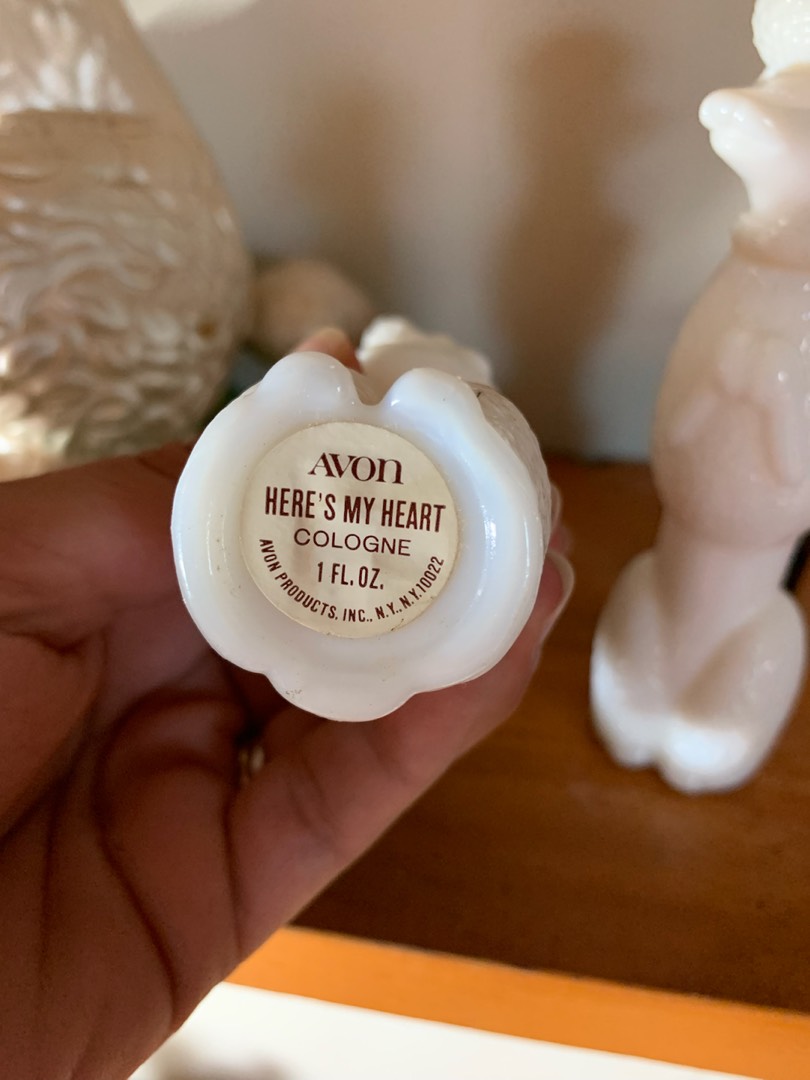 AVON
HERE'S MY HEART
COLOGNE
1 FL. OZ.
AVON PRODUCTS, INC., N.Y., N.Y. 10022